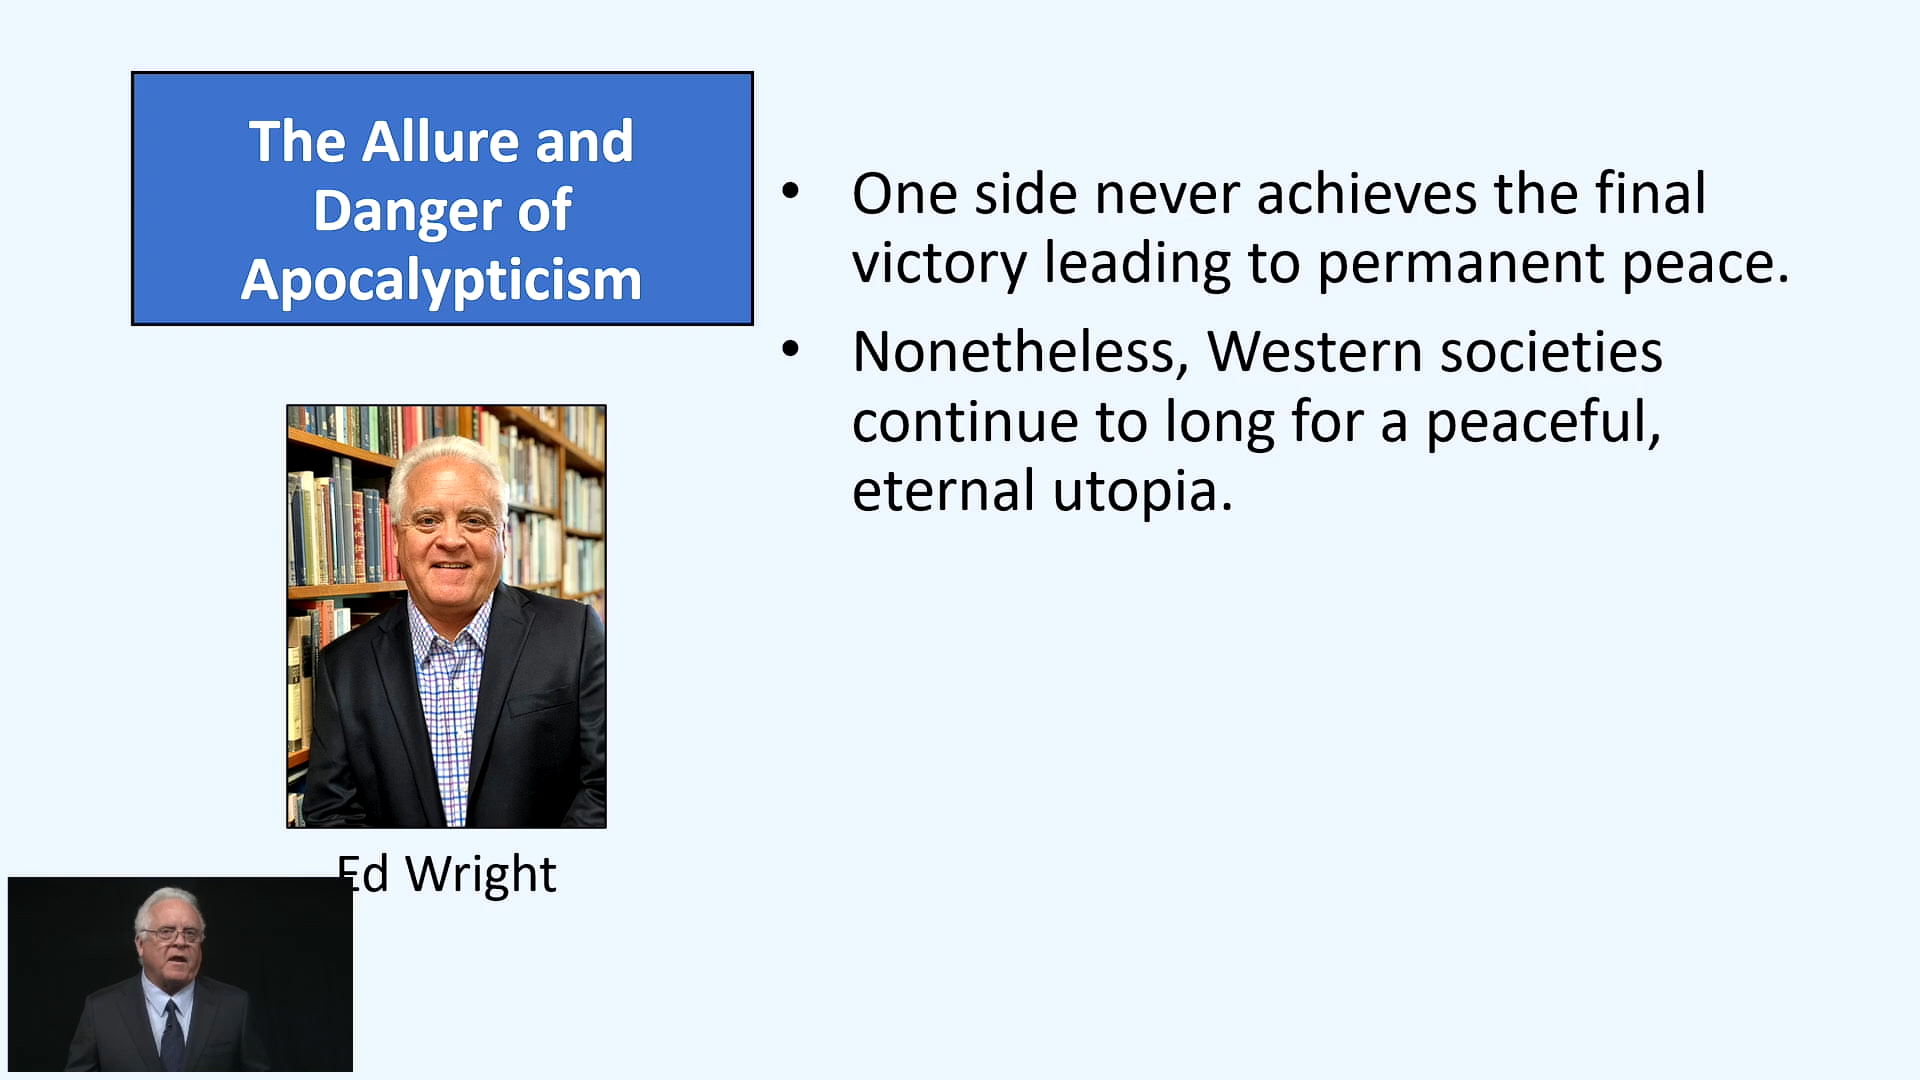 The Allure and
Danger of
Apocalypticism
• One side never achieves the final
victory leading to permanent peace.
• Nonetheless, Western societies
continue to long for a peaceful,
eternal utopia.
Ed Wright